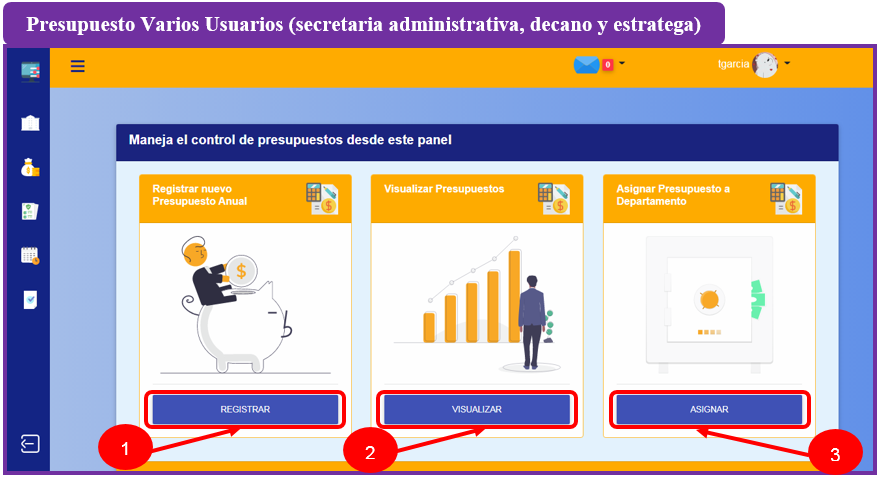 Presupuesto Varios Usuarios (secretaria administrativa, decano y estratega)
0
tgarcia
Maneja el control de presupuestos desde este panel
Registrar nuevo
Presupuesto Anual
Visualizar Presupuestos
Asignar Presupuesto a
Departamento
REGISTRAR
VISUALIZAR
ASIGNAR
1
2
3